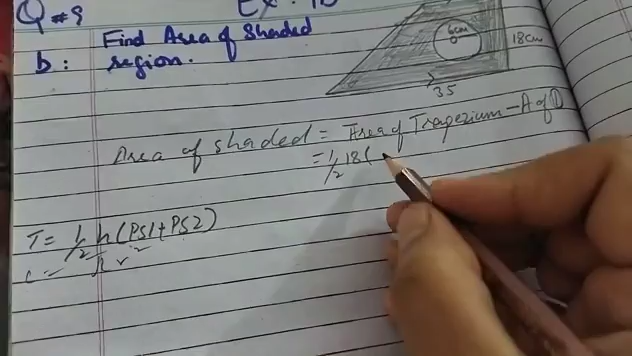 Q #9
b: Find Area of Shaded
region.
6cm
18cm
35
Area of shaded = Area of Trapezium - A of
= 1/2 18(
T = 1/2 h (PS1 + PS2)